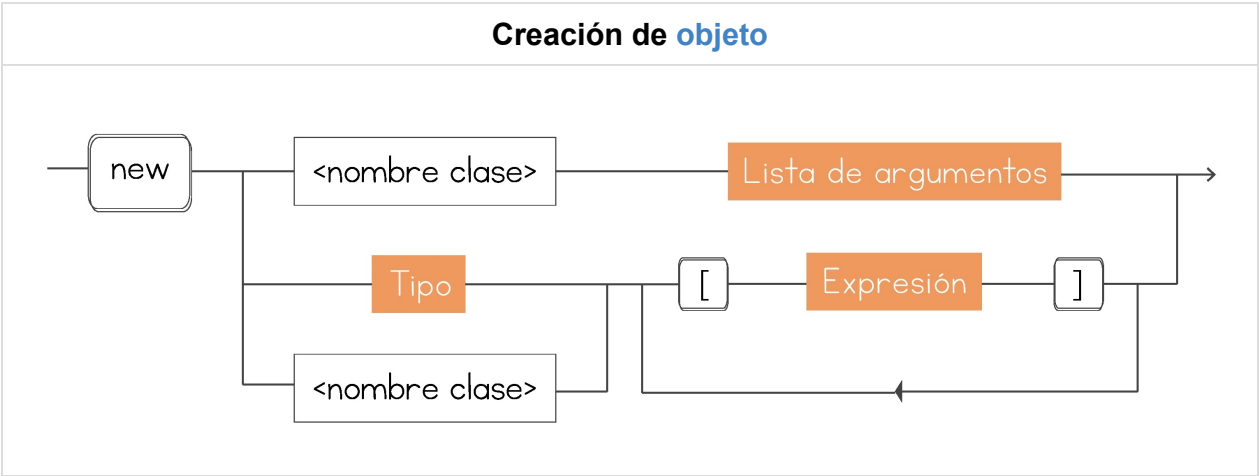 Creación de objeto
new <nombre clase> Lista de argumentos
Tipo [ Expresión ]
<nombre clase>